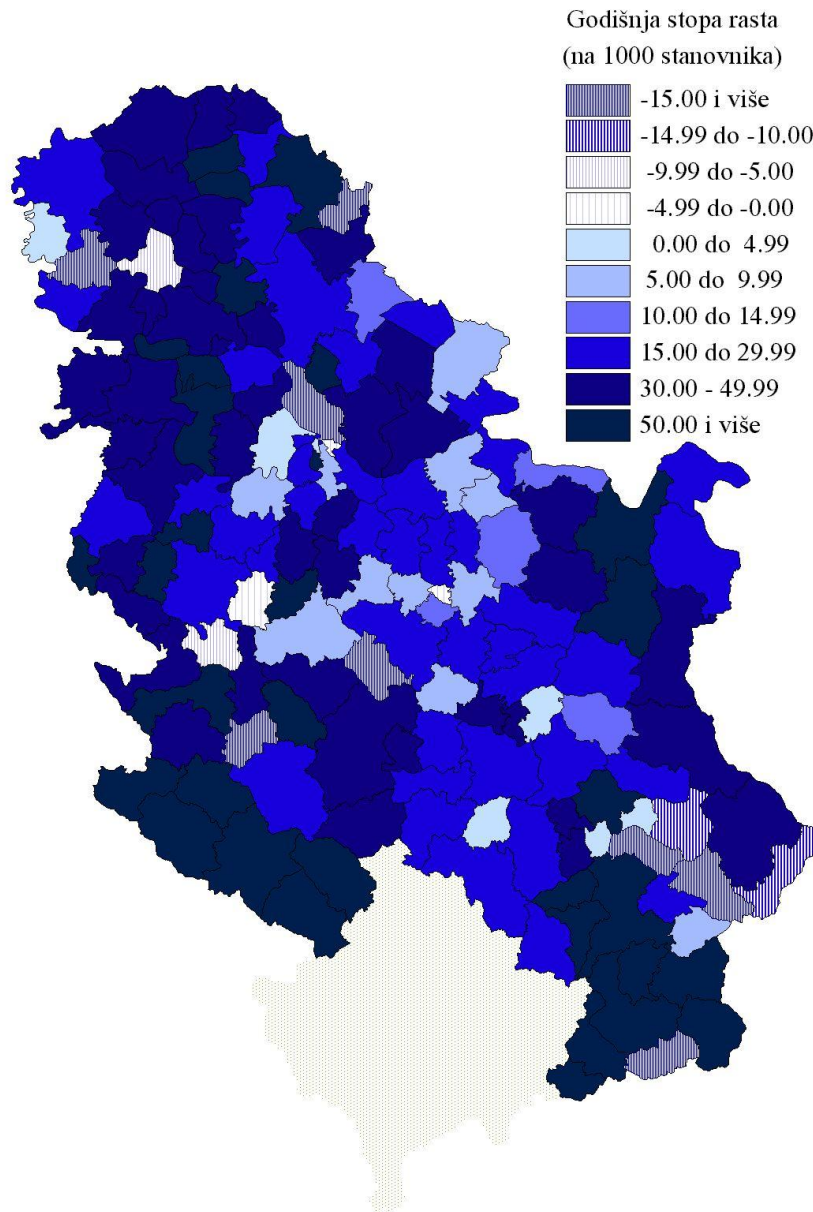 Godišnja stopa rasta
(na 1000 stanovnika)
-15.00 i više
-14.99 do -10.00
-9.99 do -5.00
-4.99 do -0.00
0.00 do 4.99
5.00 do 9.99
10.00 do 14.99
15.00 do 29.99
30.00 - 49.99
50.00 i više